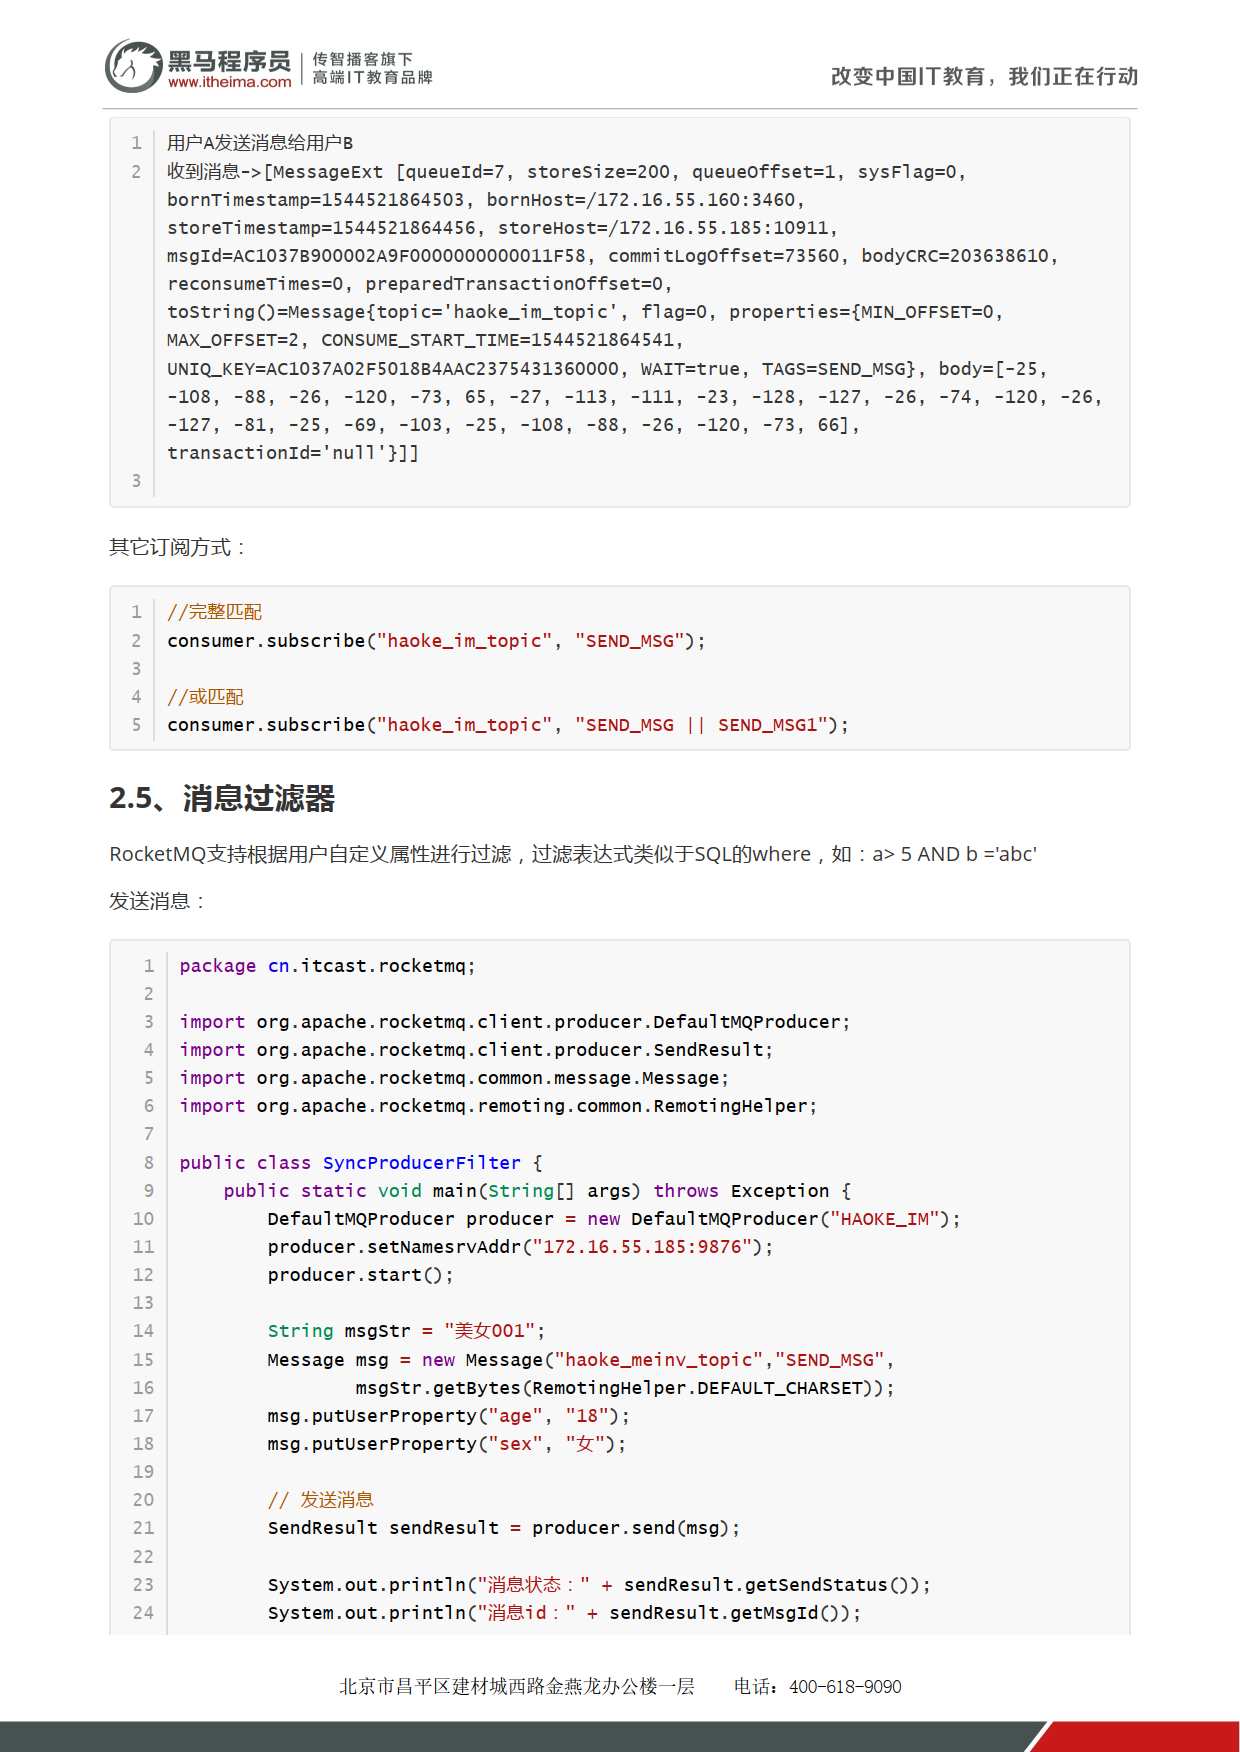 黑马程序员
www.itheima.com
传智播客旗下
高端IT教育品牌
改变中国IT教育，我们正在行动
1 用户A发送消息给用户B
2 收到消息->[MessageExt [queueId=7, storeSize=200, queueOffset=1, sysFlag=0,
bornTimestamp=1544521864503, bornHost=/172.16.55.160:3460,
storeTimestamp=1544521864456, storeHost=/172.16.55.185:10911,
msgId=AC1037B900002A9F0000000000011F58, commitLogOffset=73560, bodyCRC=203638610,
reconsumeTimes=0, preparedTransactionOffset=0,
toString()=Message{topic='haoke_im_topic', flag=0, properties={MIN_OFFSET=0,
MAX_OFFSET=2, CONSUME_START_TIME=1544521864541,
UNIQ_KEY=AC1037A02F5018B4AAC2375431360000, WAIT=true, TAGS=SEND_MSG}, body=[-25,
-108, -88, -26, -120, -73, 65, -27, -113, -111, -23, -128, -127, -26, -74, -120, -26,
-127, -81, -25, -69, -103, -25, -108, -88, -26, -120, -73, 66],
transactionId='null'}]]
3
其它订阅方式：
1 //完整匹配
2 consumer.subscribe("haoke_im_topic", "SEND_MSG");
3
4 //或匹配
5 consumer.subscribe("haoke_im_topic", "SEND_MSG || SEND_MSG1");
2.5、消息过滤器
RocketMQ支持根据用户自定义属性进行过滤，过滤表达式类似于SQL的where，如：a> 5 AND b ='abc'
发送消息：
1 package cn.itcast.rocketmq;
2
3 import org.apache.rocketmq.client.producer.DefaultMQProducer;
4 import org.apache.rocketmq.client.producer.SendResult;
5 import org.apache.rocketmq.common.message.Message;
6 import org.apache.rocketmq.remoting.common.RemotingHelper;
7
8 public class SyncProducerFilter {
9     public static void main(String[] args) throws Exception {
10         DefaultMQProducer producer = new DefaultMQProducer("HAOKE_IM");
11         producer.setNamesrvAddr("172.16.55.185:9876");
12         producer.start();
13
14         String msgStr = "美女001";
15         Message msg = new Message("haoke_meinv_topic","SEND_MSG",
16                 msgStr.getBytes(RemotingHelper.DEFAULT_CHARSET));
17         msg.putUserProperty("age", "18");
18         msg.putUserProperty("sex", "女");
19
20         // 发送消息
21         SendResult sendResult = producer.send(msg);
22
23         System.out.println("消息状态：" + sendResult.getSendStatus());
24         System.out.println("消息id：" + sendResult.getMsgId());
北京市昌平区建材城西路金燕龙办公楼一层 电话：400-618-9090